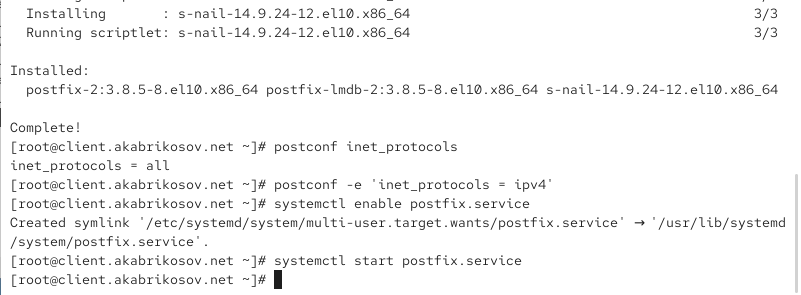 Installing : s-nail-14.9.24-12.el10.x86_64 3/3
Running scriptlet: s-nail-14.9.24-12.el10.x86_64 3/3
Installed:
postfix-2:3.8.5-8.el10.x86_64 postfix-lmdb-2:3.8.5-8.el10.x86_64 s-nail-14.9.24-12.el10.x86_64
Complete!
[root@client.akabrikosov.net ~]# postconf inet_protocols
inet_protocols = all
[root@client.akabrikosov.net ~]# postconf -e 'inet_protocols = ipv4'
[root@client.akabrikosov.net ~]# systemctl enable postfix.service
Created symlink '/etc/systemd/system/multi-user.target.wants/postfix.service' → '/usr/lib/systemd
/system/postfix.service'.
[root@client.akabrikosov.net ~]# systemctl start postfix.service
[root@client.akabrikosov.net ~]#